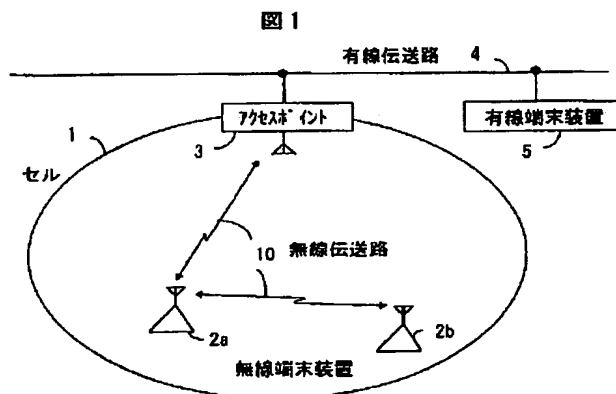 図1
有線伝送路 4
アクセスポイント
3
有線端末装置
5
1
セル
10 無線伝送路
2a
2b
無線端末装置